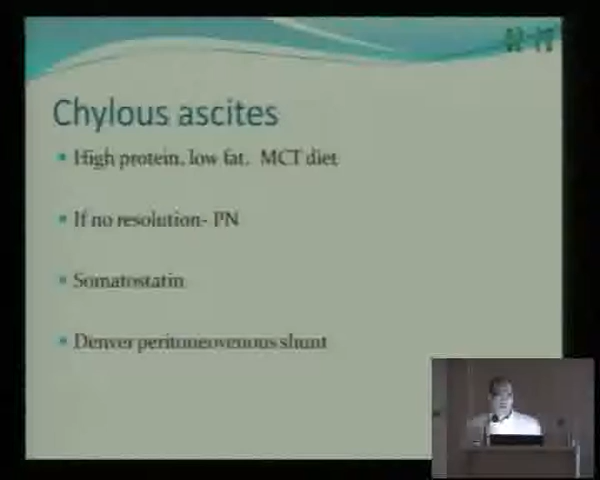 Chylous ascites
High protein, low fat. MCT diet
If no resolution- PN
Somatostatin
Denver peritoneovenous shunt